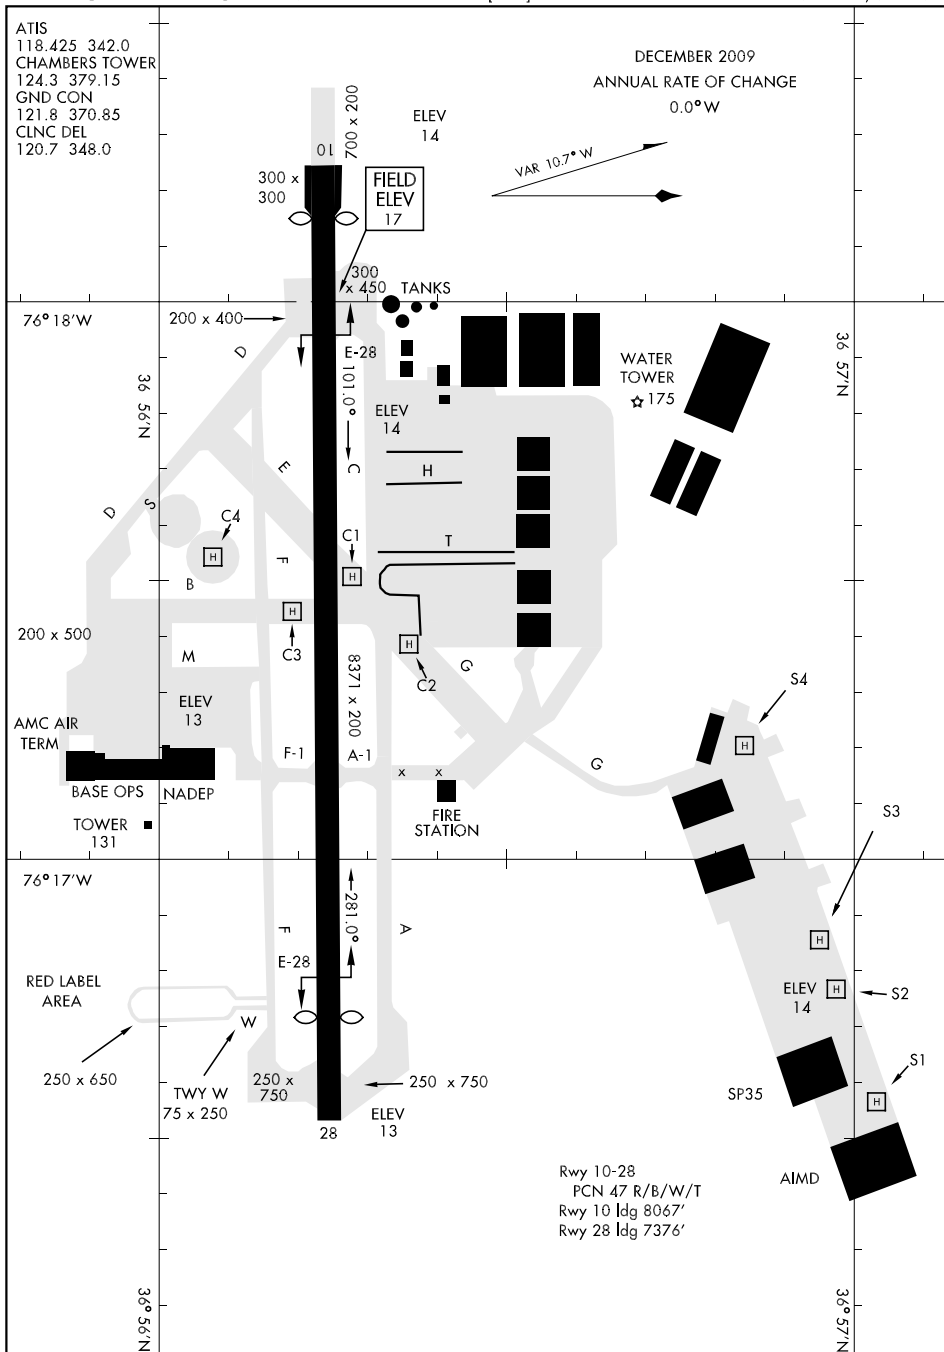 ATIS
118.425 342.0
CHAMBERS TOWER
124.3 379.15
GND CON
121.8 370.85
CLNC DEL
120.7 348.0
DECEMBER 2009
ANNUAL RATE OF CHANGE
0.0° W
VAR 10.7° W
ELEV
14
700 x 200
10
300 x
300
FIELD
ELEV
17
300
x 450
TANKS
76° 18'W
200 x 400
E-28
36 56'N
D
101.0°
ELEV
14
WATER
TOWER
175
36 57'N
E
C
H
D
S
C4
C1
T
H
F
H
B
H
200 x 500
C3
H
M
8371 x 200
C2
G
S4
ELEV
13
AMC AIR
TERM
F-1
A-1
H
x x
G
BASE OPS
NADEP
TOWER
131
FIRE
STATION
S3
76° 17'W
281.0°
F
A
E-28
H
RED LABEL
AREA
ELEV
14
H
S2
W
S1
250 x 650
TWY W
75 x 250
250 x
750
250 x 750
SP35
H
28
ELEV
13
AIMD
Rwy 10-28
PCN 47 R/B/W/T
Rwy 10 ldg 8067'
Rwy 28 ldg 7376'
36° 56'N
36° 57'N